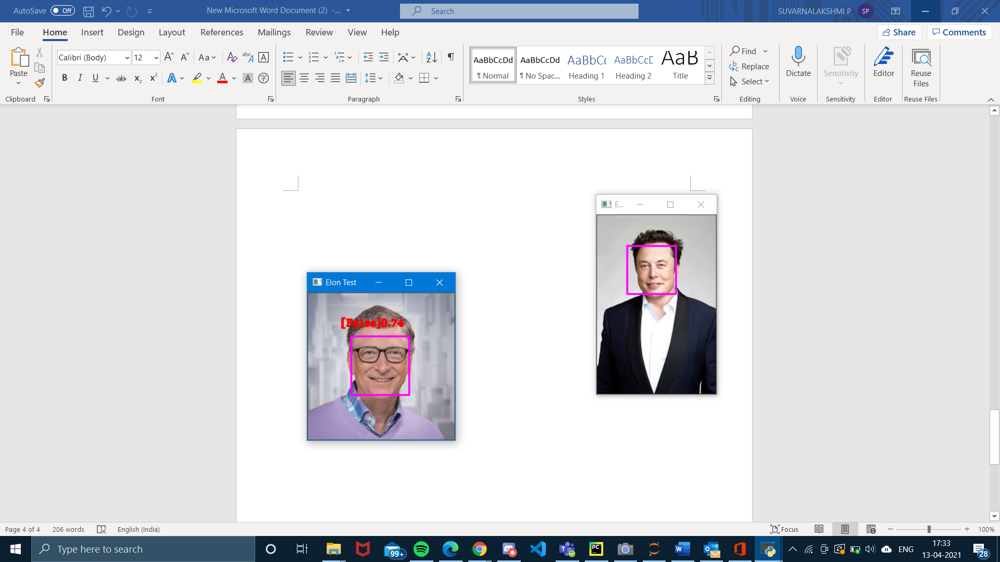 AutoSave Off New Microsoft Word Document (2) -... Search SUVARNALAKSHMI P SP
File Home Insert Design Layout References Mailings Review View Help Share Comments
Calibri (Body) 12 Aa AaBbCcDd AaBbCcDd AaBbCc AaBbCcD AaB Find
Paste Replace Dictate Sensitivity Editor Reuse Files
¶ Normal ¶ No Spac... Heading 1 Heading 2 Title Select
Clipboard Font Paragraph Styles Editing Voice Sensitivity Editor Reuse Files
E...
Elon Test
[False]0.74
Page 4 of 4 206 words English (India) Focus 100%
Type here to search 99+ PC ENG 17:33
13-04-2021 28